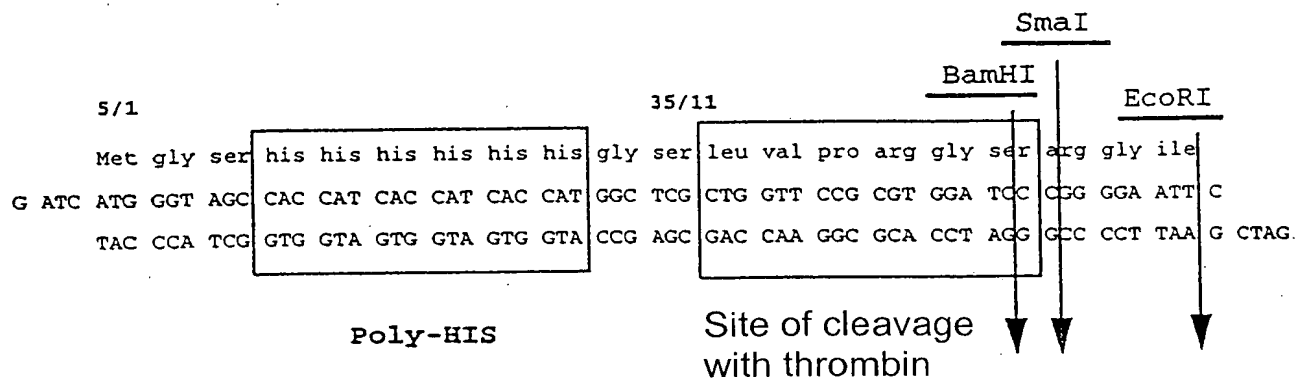 SmaI
BamHI
EcoRI
5/1 35/11
Met gly ser his his his his his his gly ser leu val pro arg gly ser arg gly ile
G ATC ATG GGT AGC CAC CAT CAC CAT CAC CAT GGC TCG CTG GTT CCG CGT GGA TCC CGG GGA ATT C
TAC CCA TCG GTG GTA GTG GTA GTG GTA CCG AGC GAC CAA GGC GCA CCT AGG GCC CCT TAA G CTAG
Poly-HIS
Site of cleavage
with thrombin